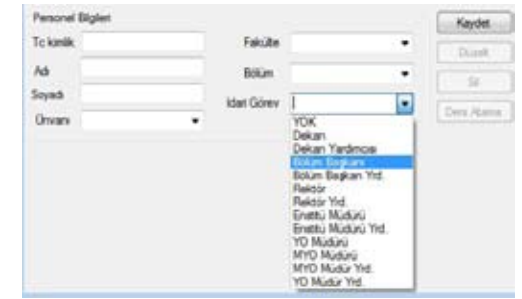 Personel Bilgileri
Tc kimlik
Adı
Soyadı
Ünvanı
Fakülte
Bölüm
Idari Görev
YOK
Dekan
Dekan Yardımcısı
Bölüm Başkanı
Bölüm Başkan Yrd.
Rektör
Rektör Yrd.
Enstitü Müdürü
Enstitü Müdürü Yrd.
YO Müdürü
MYO Müdürü
MYO Müdür Yrd.
YO Müdür Yrd.
Kaydet
Düzelt
Sil
Ders Atama